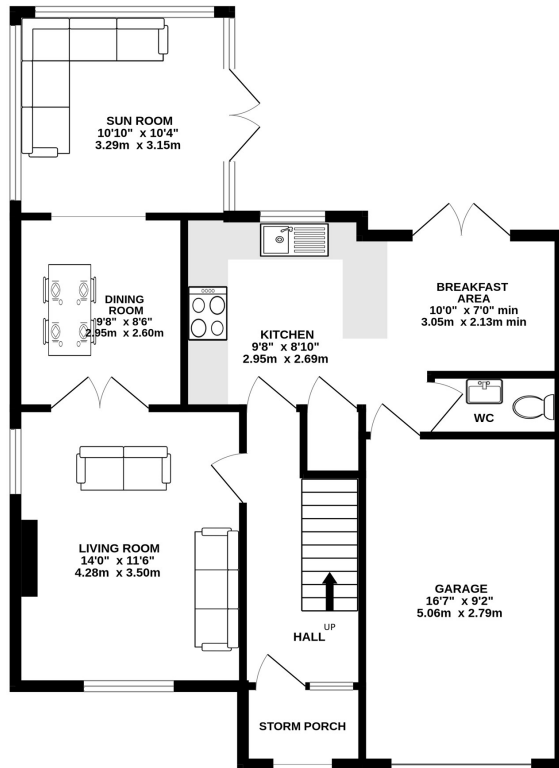 SUN ROOM
10'10" x 10'4"
3.29m x 3.15m
DINING
ROOM
9'8" x 8'6"
2.95m x 2.60m
KITCHEN
9'8" x 8'10"
2.95m x 2.69m
BREAKFAST
AREA
10'0" x 7'0" min
3.05m x 2.13m min
WC
LIVING ROOM
14'0" x 11'6"
4.28m x 3.50m
GARAGE
16'7" x 9'2"
5.06m x 2.79m
UP
HALL
STORM PORCH